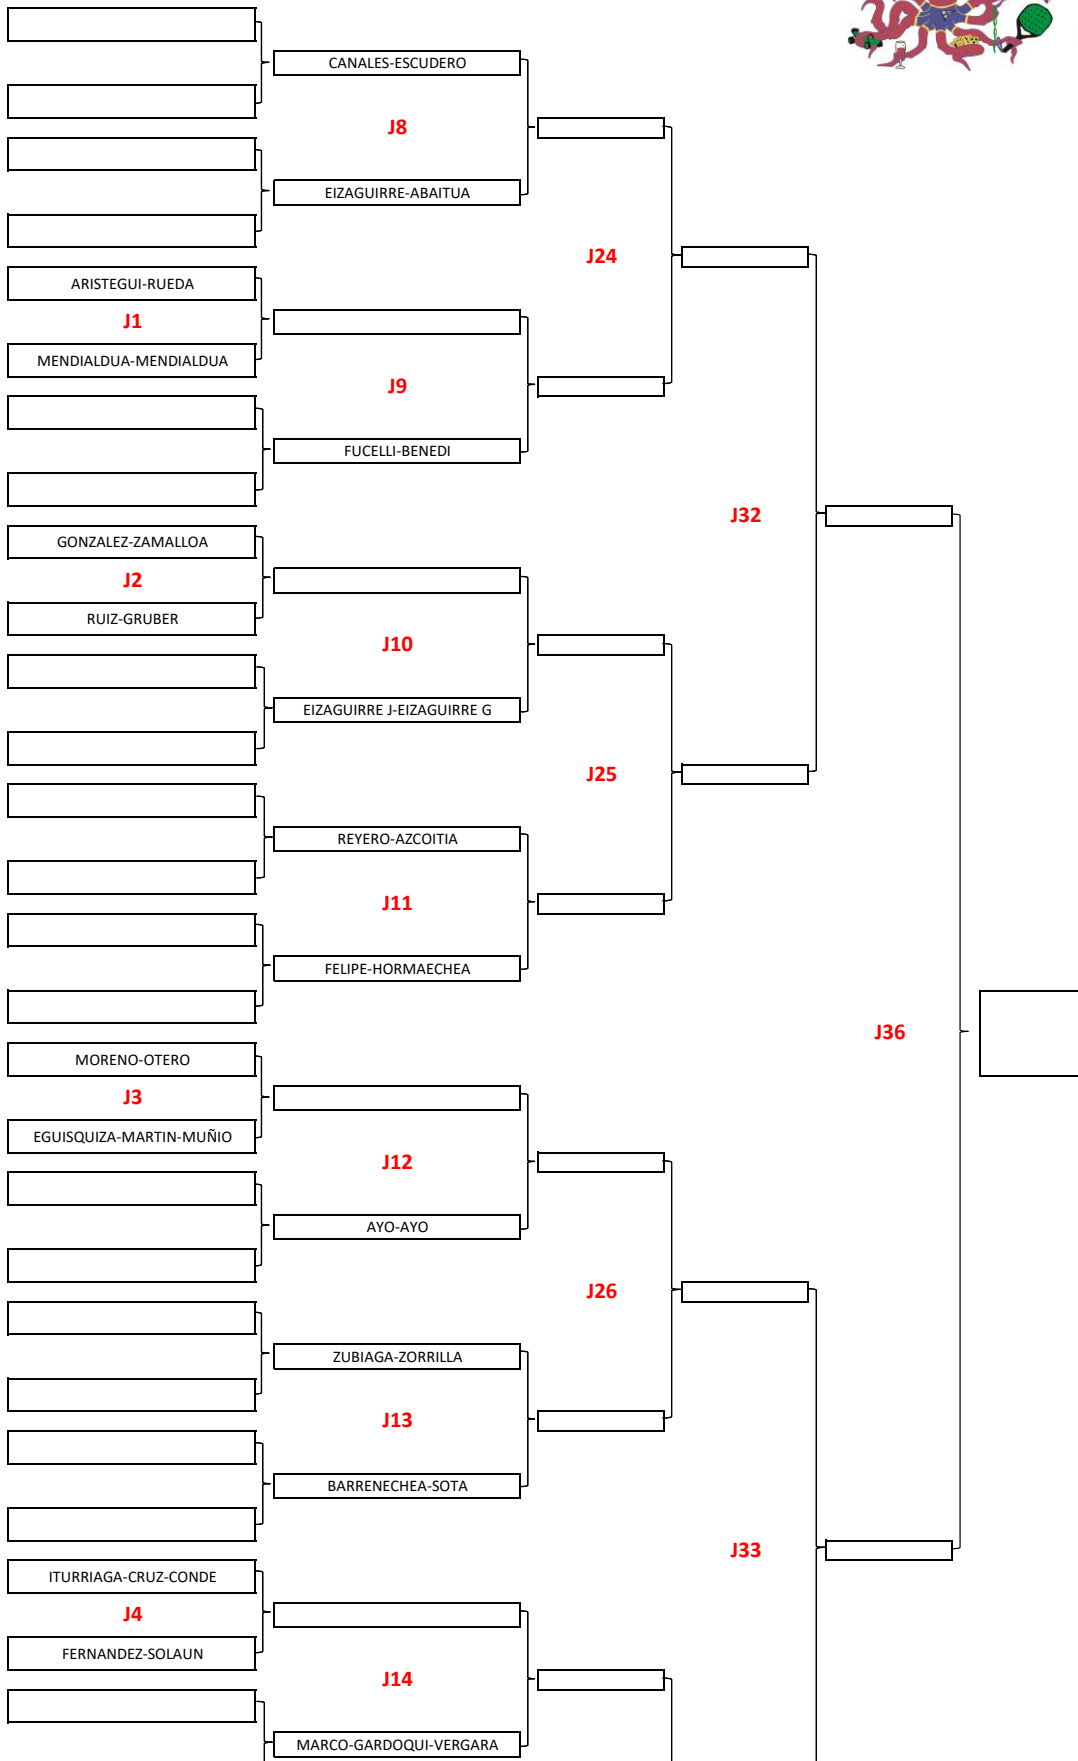 CANALES-ESCUDERO
J8
EIZAGUIRRE-ABAITUA
J24
ARISTEGUI-RUEDA
J1
MENDIALDUA-MENDIALDUA
J9
FUCELLI-BENEDI
J32
GONZALEZ-ZAMALLOA
J2
RUIZ-GRUBER
J10
EIZAGUIRRE J-EIZAGUIRRE G
J25
REYERO-AZCOITIA
J11
FELIPE-HORMAECHEA
J36
MORENO-OTERO
J3
EGUISQUIZA-MARTIN-MUÑIO
J12
AYO-AYO
J26
ZUBIAGA-ZORRILLA
J13
BARRENECHEA-SOTA
J33
ITURRIAGA-CRUZ-CONDE
J4
FERNANDEZ-SOLAUN
J14
MARCO-GARDOQUI-VERGARA